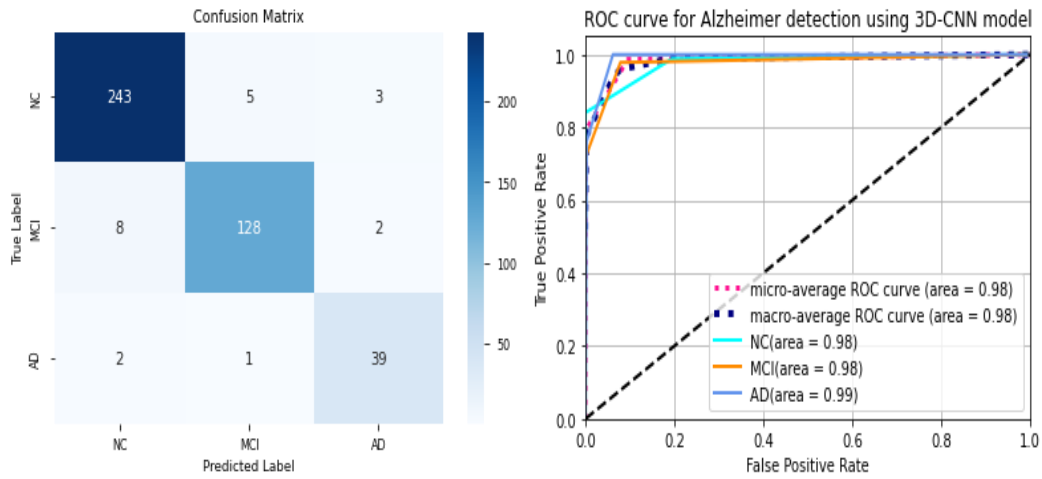 Confusion Matrix
True Label
NC
MCI
AD
243 5 3
8 128 2
2 1 39
NC MCI AD
Predicted Label
200
150
100
50
ROC curve for Alzheimer detection using 3D-CNN model
True Positive Rate
1.0
0.8
0.6
0.4
0.2
0.0
micro-average ROC curve (area = 0.98)
macro-average ROC curve (area = 0.98)
NC(area = 0.98)
MCI(area = 0.98)
AD(area = 0.99)
0.0 0.2 0.4 0.6 0.8 1.0
False Positive Rate